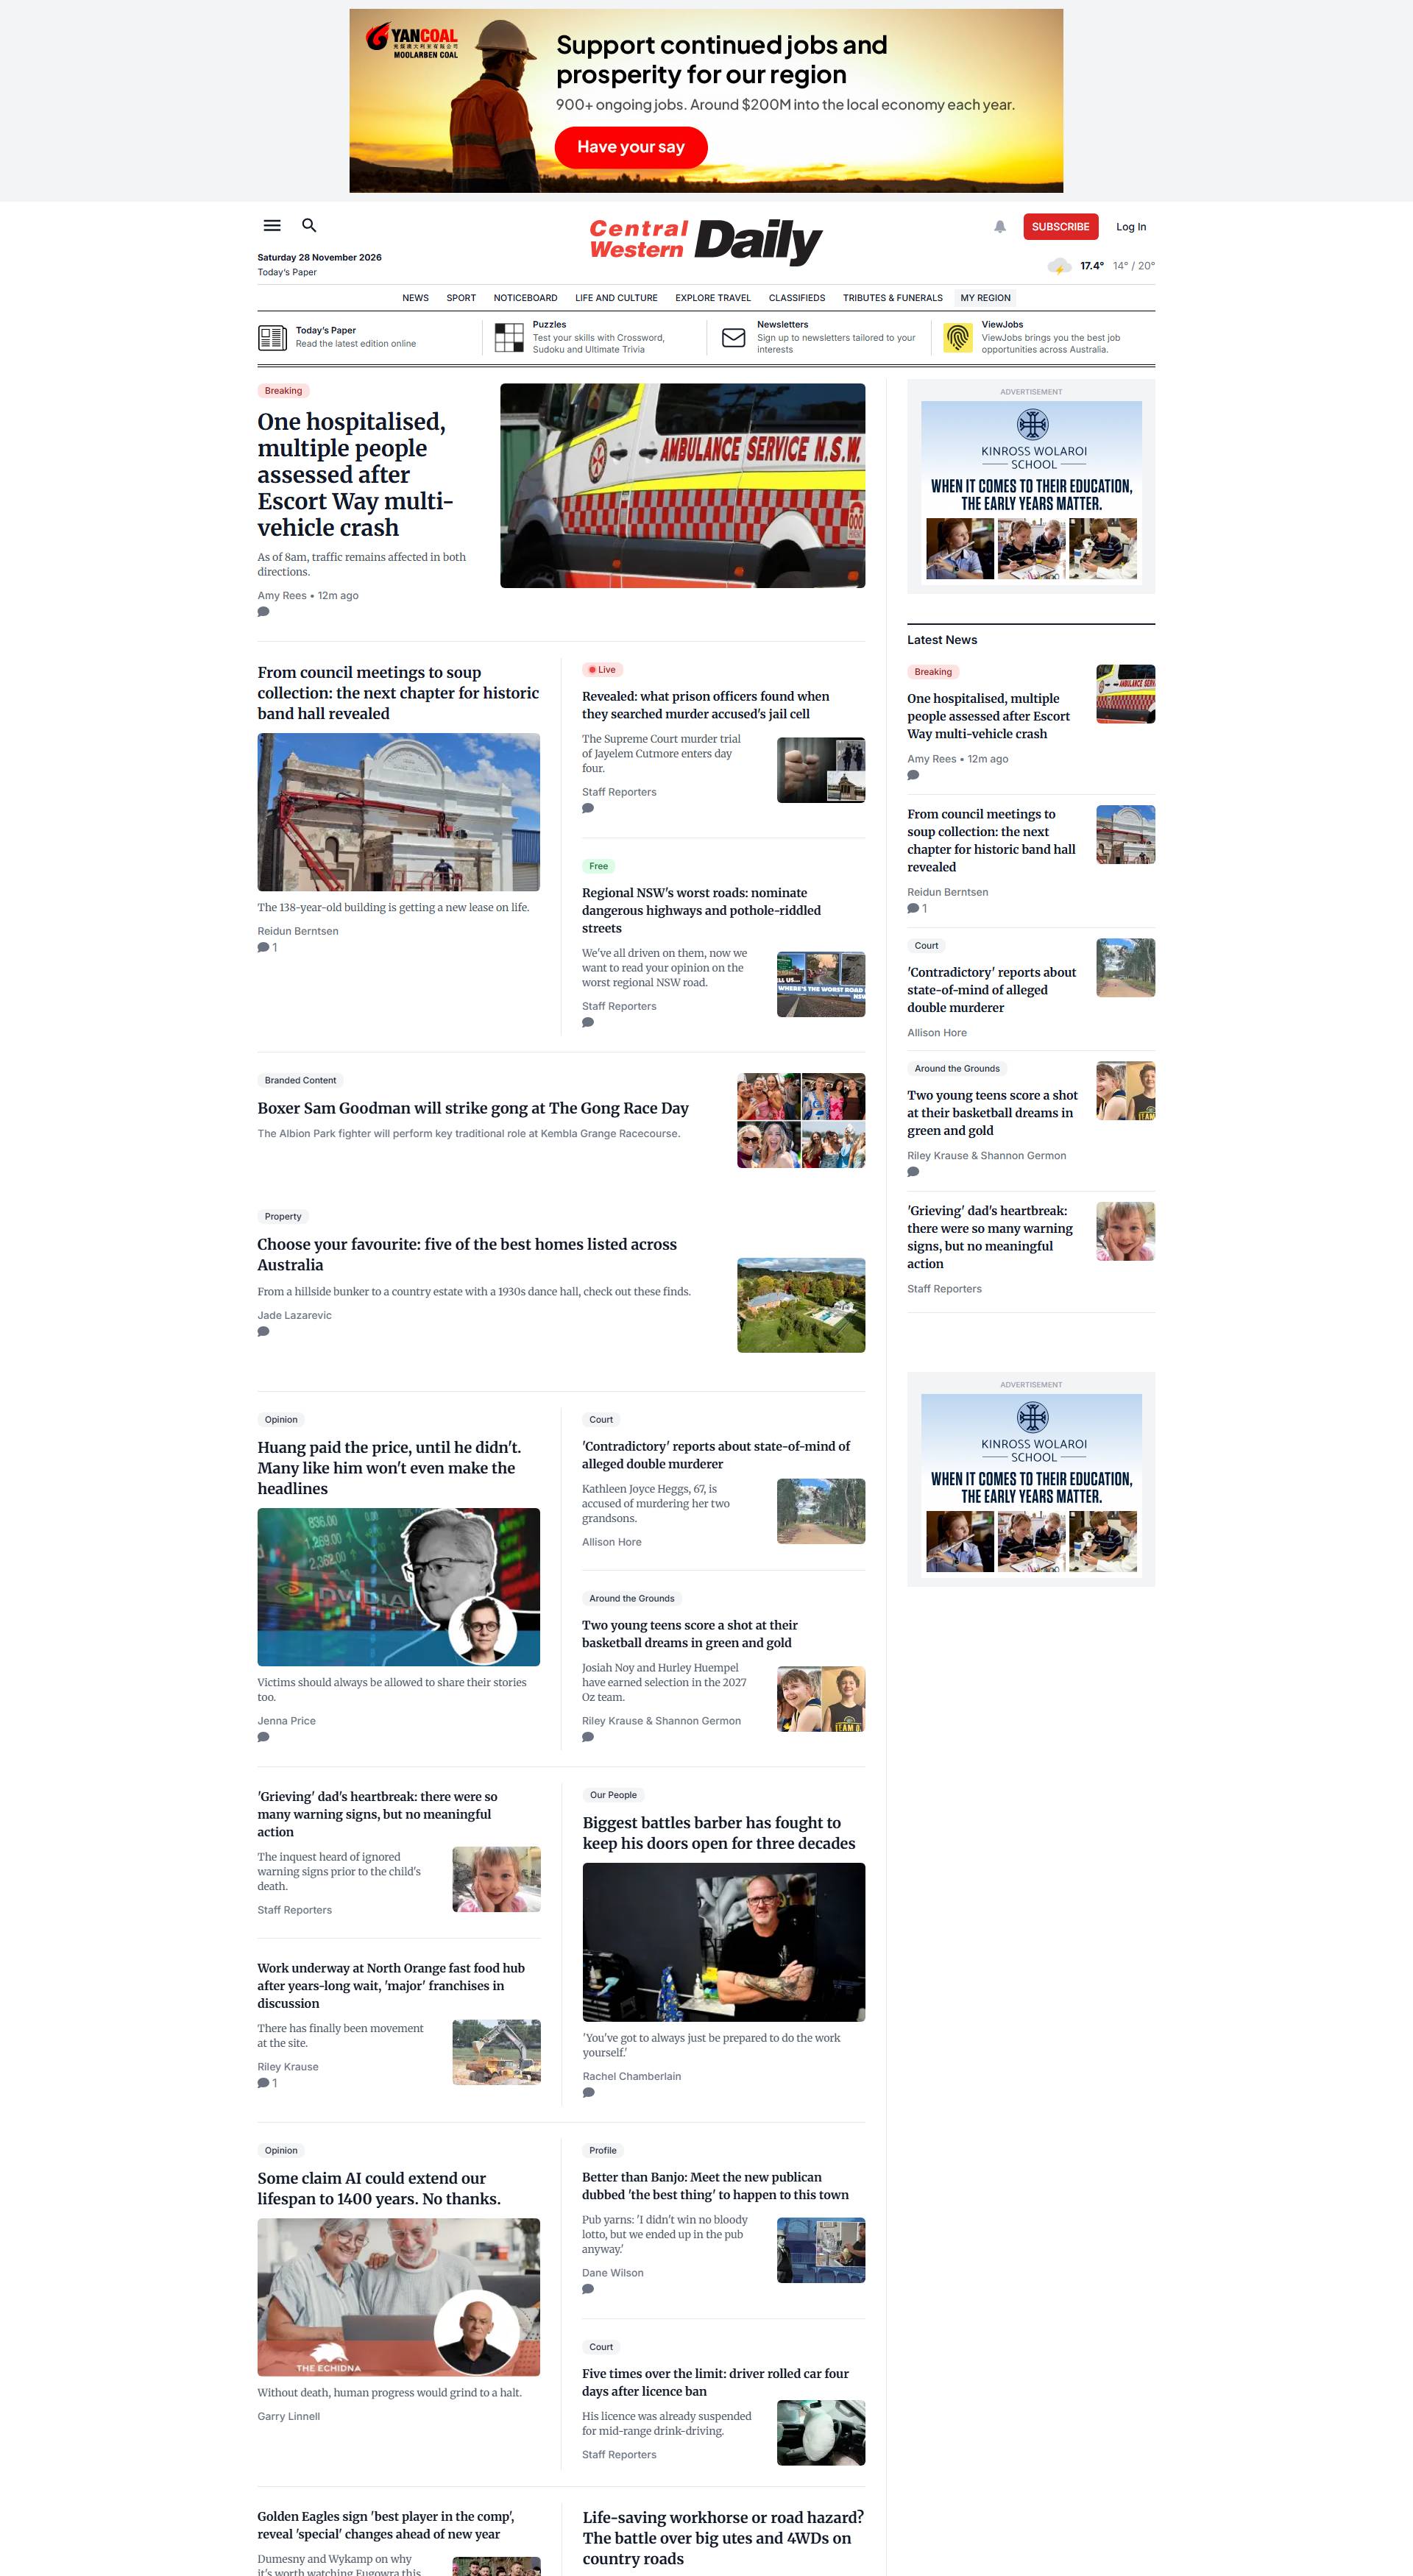 YANCOAL
MOOLARBEN COAL
Support continued jobs and
prosperity for our region
900+ ongoing jobs. Around $200M into the local economy each year.
Have your say
Central
Western Daily
SUBSCRIBE
Log In
Saturday 28 November 2026
Today's Paper
17.4° 14° / 20°
NEWS SPORT NOTICEBOARD LIFE AND CULTURE EXPLORE TRAVEL CLASSIFIEDS TRIBUTES & FUNERALS MY REGION
Today's Paper
Read the latest edition online
Puzzles
Test your skills with Crossword,
Sudoku and Ultimate Trivia
Newsletters
Sign up to newsletters tailored to your
interests
ViewJobs
ViewJobs brings you the best job
opportunities across Australia.
Breaking
One hospitalised,
multiple people
assessed after
Escort Way multi-
vehicle crash
As of 8am, traffic remains affected in both
directions.
Amy Rees • 12m ago
AMBULANCE SERVICE N.S.W.
000
From council meetings to soup
collection: the next chapter for historic
band hall revealed
The 138-year-old building is getting a new lease on life.
Reidun Berntsen
1
Live
Revealed: what prison officers found when
they searched murder accused's jail cell
The Supreme Court murder trial
of Jayelem Cutmore enters day
four.
Staff Reporters
Free
Regional NSW's worst roads: nominate
dangerous highways and pothole-riddled
streets
We've all driven on them, now we
want to read your opinion on the
worst regional NSW road.
Staff Reporters
LL US...
WHERE'S THE WORST ROAD
NSW
Branded Content
Boxer Sam Goodman will strike gong at The Gong Race Day
The Albion Park fighter will perform key traditional role at Kembla Grange Racecourse.
Property
Choose your favourite: five of the best homes listed across
Australia
From a hillside bunker to a country estate with a 1930s dance hall, check out these finds.
Jade Lazarevic
Opinion
Huang paid the price, until he didn't.
Many like him won't even make the
headlines
836.00
1,269.00
2,362.00
NVIDIA
Victims should always be allowed to share their stories
too.
Jenna Price
Court
'Contradictory' reports about state-of-mind of
alleged double murderer
Kathleen Joyce Heggs, 67, is
accused of murdering her two
grandsons.
Allison Hore
Around the Grounds
Two young teens score a shot at their
basketball dreams in green and gold
Josiah Noy and Hurley Huempel
have earned selection in the 2027
Oz team.
Riley Krause & Shannon Germon
TEAM
'Grieving' dad's heartbreak: there were so
many warning signs, but no meaningful
action
The inquest heard of ignored
warning signs prior to the child's
death.
Staff Reporters
Work underway at North Orange fast food hub
after years-long wait, 'major' franchises in
discussion
There has finally been movement
at the site.
Riley Krause
1
Our People
Biggest battles barber has fought to
keep his doors open for three decades
'You've got to always just be prepared to do the work
yourself.'
Rachel Chamberlain
Opinion
Some claim AI could extend our
lifespan to 1400 years. No thanks.
THE ECHIDNA
Without death, human progress would grind to a halt.
Garry Linnell
Profile
Better than Banjo: Meet the new publican
dubbed 'the best thing' to happen to this town
Pub yarns: 'I didn't win no bloody
lotto, but we ended up in the pub
anyway.'
Dane Wilson
Court
Five times over the limit: driver rolled car four
days after licence ban
His licence was already suspended
for mid-range drink-driving.
Staff Reporters
Golden Eagles sign 'best player in the comp',
reveal 'special' changes ahead of new year
Dumesny and Wykamp on why
it's worth watching Eugowra this
Life-saving workhorse or road hazard?
The battle over big utes and 4WDs on
country roads
ADVERTISEMENT
KINROSS WOLAROI
SCHOOL
WHEN IT COMES TO THEIR EDUCATION,
THE EARLY YEARS MATTER.
Latest News
Breaking
One hospitalised, multiple
people assessed after Escort
Way multi-vehicle crash
Amy Rees • 12m ago
From council meetings to
soup collection: the next
chapter for historic band hall
revealed
Reidun Berntsen
1
Court
'Contradictory' reports about
state-of-mind of alleged
double murderer
Allison Hore
Around the Grounds
Two young teens score a shot
at their basketball dreams in
green and gold
Riley Krause & Shannon Germon
'Grieving' dad's heartbreak:
there were so many warning
signs, but no meaningful
action
Staff Reporters
ADVERTISEMENT
KINROSS WOLAROI
SCHOOL
WHEN IT COMES TO THEIR EDUCATION,
THE EARLY YEARS MATTER.